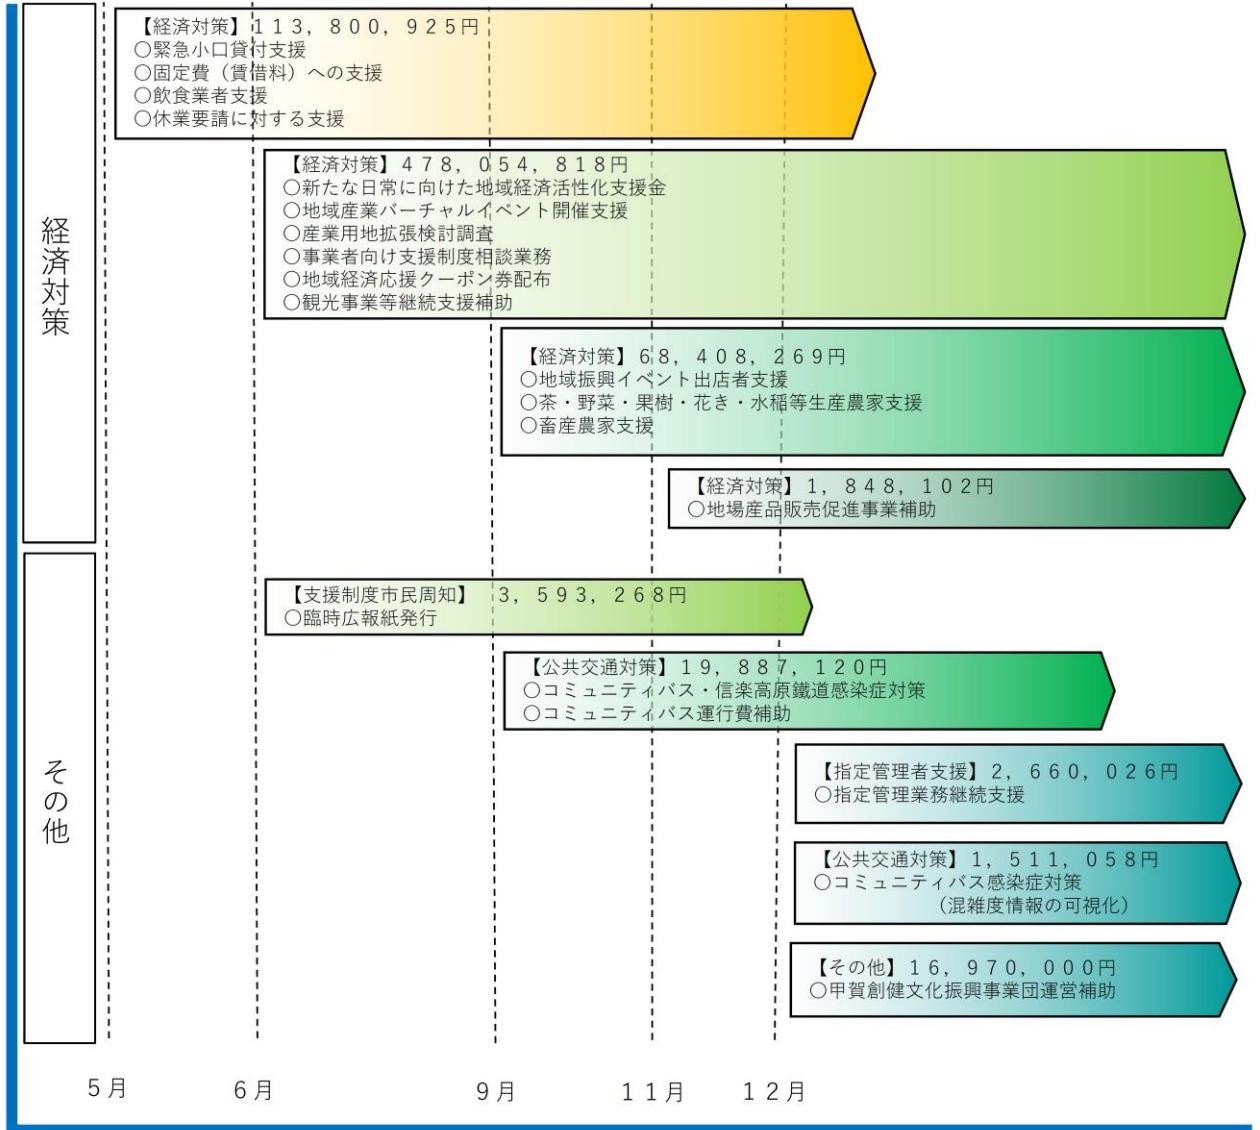 経済対策
【経済対策】１１３，８００，９２５円
○緊急小口貸付支援
○固定費（賃借料）への支援
○飲食業者支援
○休業要請に対する支援
【経済対策】４７８，０５４，８１８円
○新たな日常に向けた地域経済活性化支援金
○地域産業バーチャルイベント開催支援
○産業用地拡張検討調査
○事業者向け支援制度相談業務
○地域経済応援クーポン券配布
○観光事業等継続支援補助
【経済対策】６８，４０８，２６９円
○地域振興イベント出店者支援
○茶・野菜・果樹・花き・水稲等生産農家支援
○畜産農家支援
【経済対策】１，８４８，１０２円
○地場産品販売促進事業補助
その他
【支援制度市民周知】　３，５９３，２６８円
○臨時広報紙発行
【公共交通対策】１９，８８７，１２０円
○コミュニティバス・信楽高原鐵道感染症対策
○コミュニティバス運行費補助
【指定管理者支援】２，６６０，０２６円
○指定管理業務継続支援
【公共交通対策】１，５１１，０５８円
○コミュニティバス感染症対策
（混雑度情報の可視化）
【その他】１６，９７０，０００円
○甲賀創健文化振興事業団運営補助
５月　６月　９月　１１月　１２月